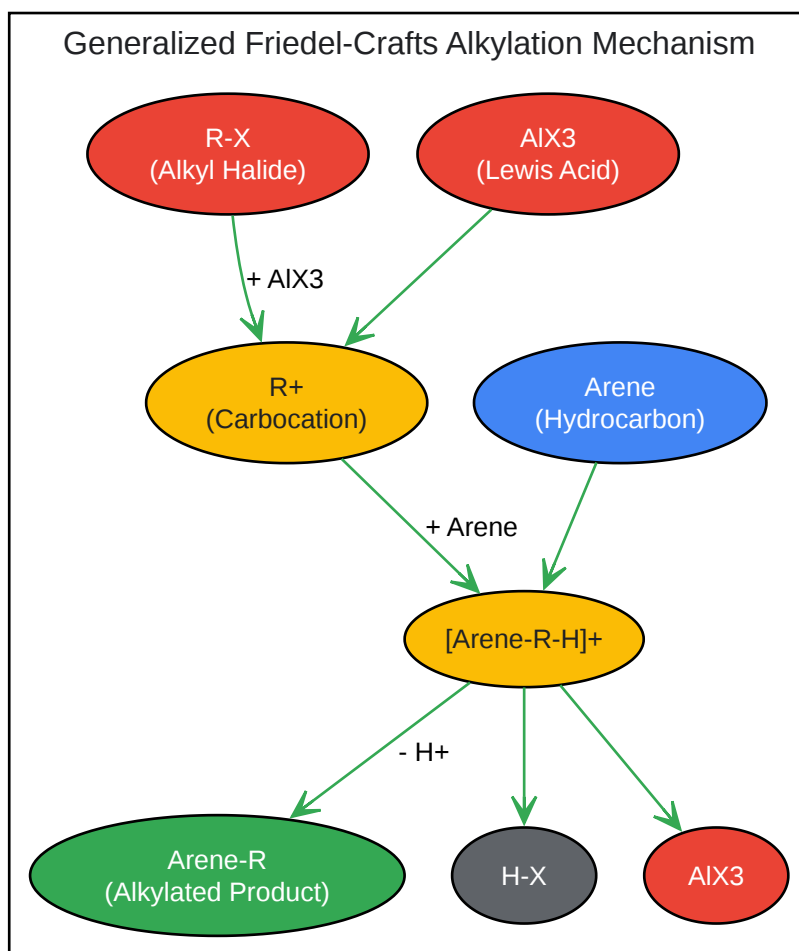 Generalized Friedel-Crafts Alkylation Mechanism
R-X
(Alkyl Halide)
AlX3
(Lewis Acid)
+ AlX3
R+
(Carbocation)
Arene
(Hydrocarbon)
+ Arene
[Arene-R-H]+
- H+
Arene-R
(Alkylated Product)
H-X
AlX3